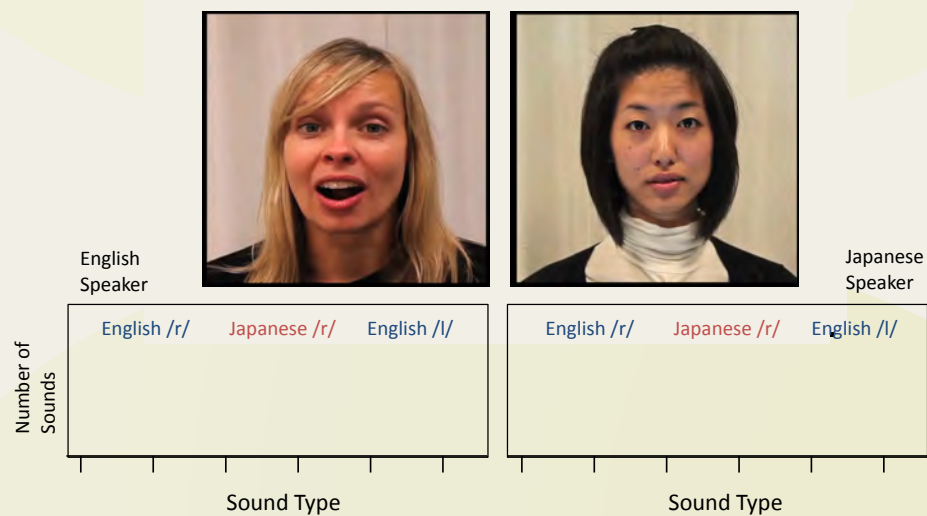 English
Speaker
Japanese
Speaker
English /r/ Japanese /r/ English /l/
English /r/ Japanese /r/ English /l/
Number of
Sounds
Sound Type
Sound Type